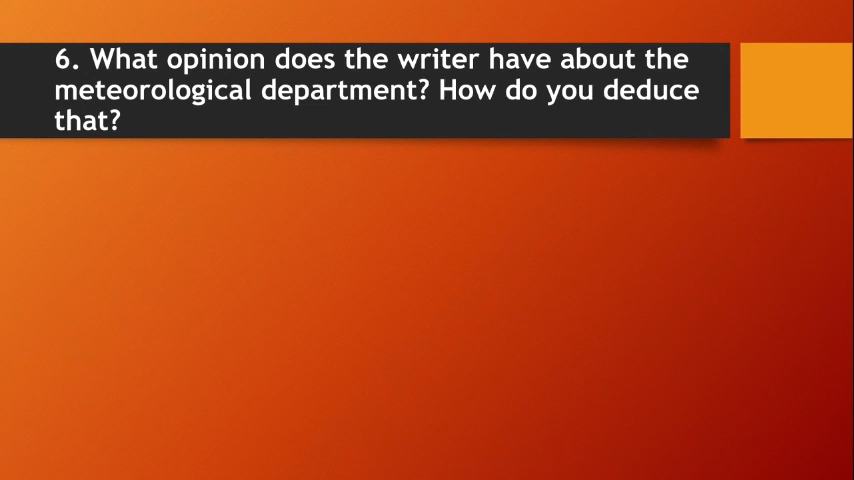 6. What opinion does the writer have about the
meteorological department? How do you deduce
that?